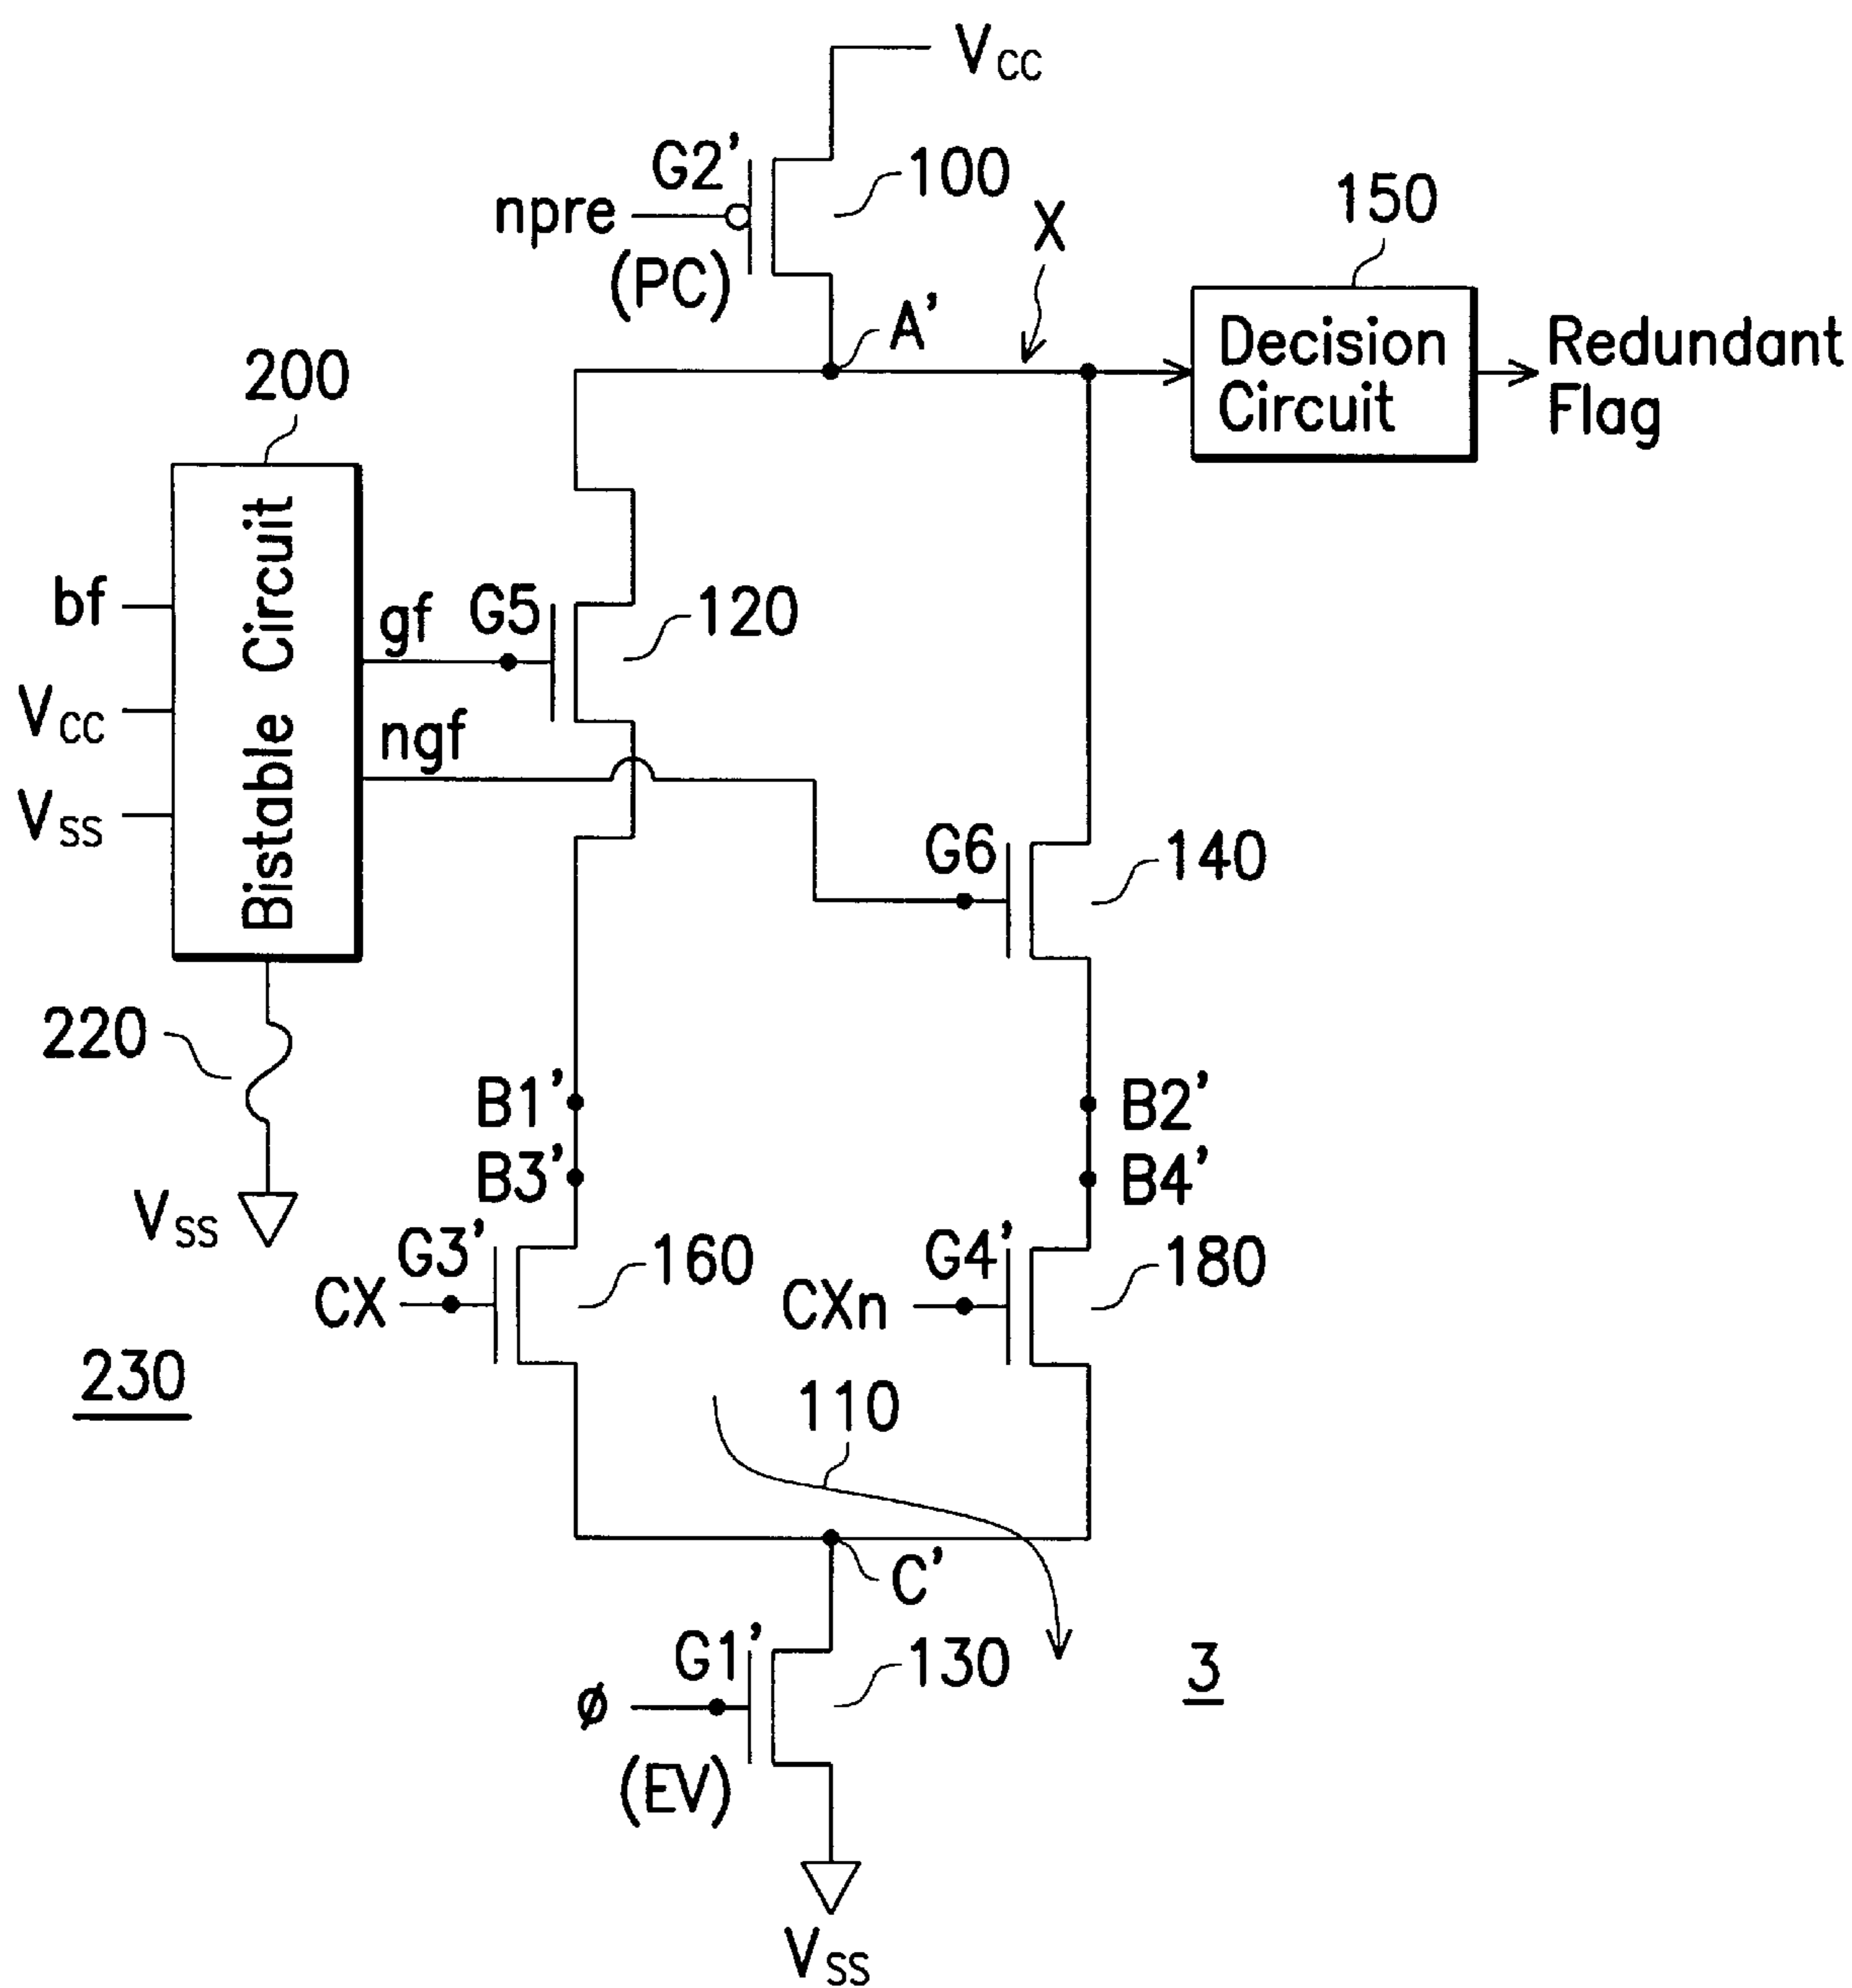 VCC
G2'
100
npre
(PC)
X
150
A'
Decision
Circuit
Redundant
Flag
200
Bistable Circuit
bf
VCC
VSS
gf
G5
120
ngf
G6
140
220
VSS
B1'
B2'
B3'
B4'
G3'
160
G4'
180
CX
CXn
230
110
C'
G1'
130
3
ø
(EV)
VSS